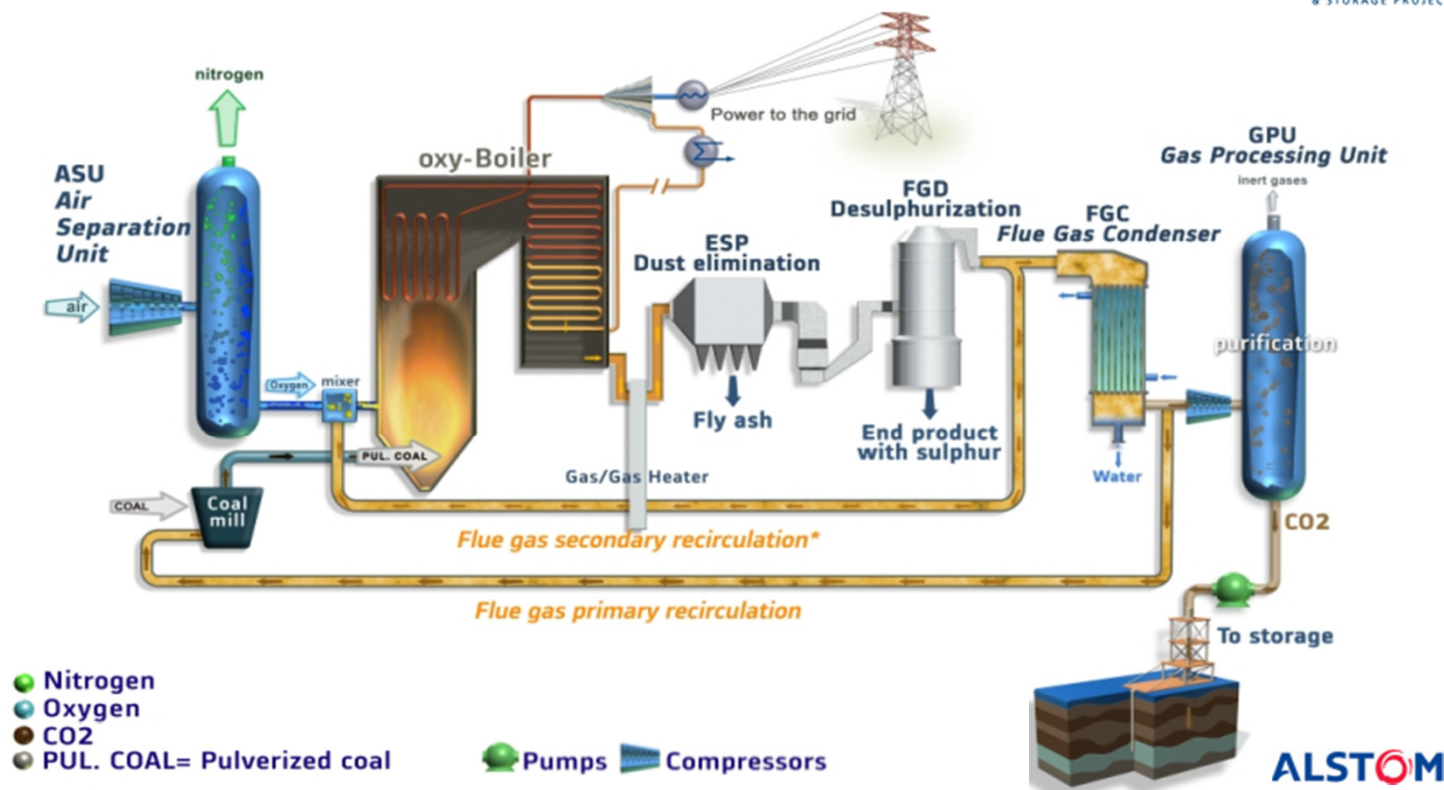 & STORAGE PROJEC
nitrogen
ASU
Air
Separation
Unit
air
oxy-Boiler
Power to the grid
GPU
Gas Processing Unit
inert gases
FGD
Desulphurization
FGC
Flue Gas Condenser
ESP
Dust elimination
purification
Oxygen
mixer
Fly ash
End product
with sulphur
PUL. COAL
Gas/Gas Heater
Water
COAL
Coal
mill
CO2
Flue gas secondary recirculation*
Flue gas primary recirculation
To storage
Nitrogen
Oxygen
CO2
PUL. COAL= Pulverized coal
Pumps
Compressors
ALSTOM